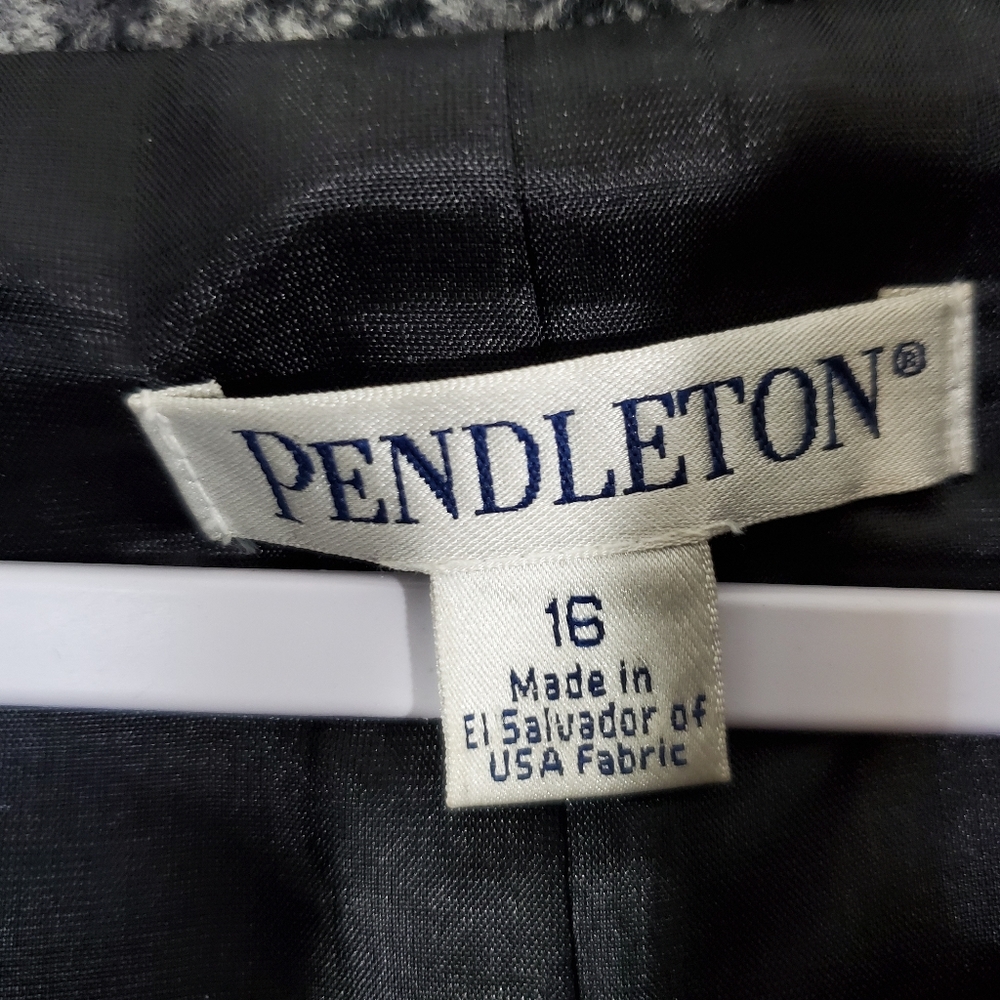 PENDLETON®
16
Made in
El Salvador of
USA Fabric